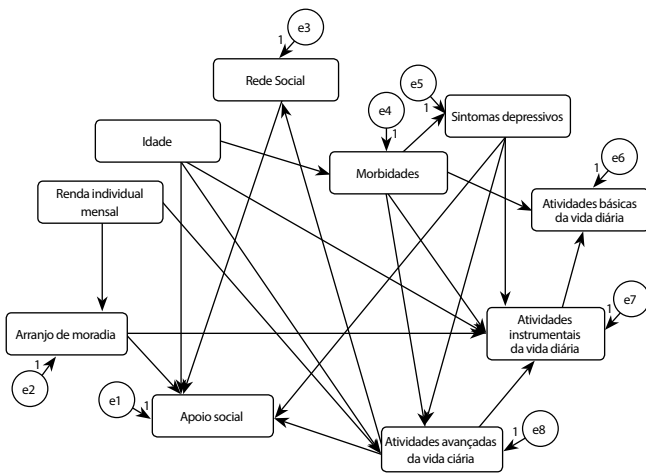 e3
1
Rede Social
e5
1
Sintomas depressivos
e4
1
Idade
Morbidades
e6
1
Renda individual
mensal
Atividades básicas
da vida diária
Arranjo de moradia
1
e2
Atividades
instrumentais
da vida diária
1
e7
e1
1
Apoio social
Atividades avançadas
da vida ciária
1
e8